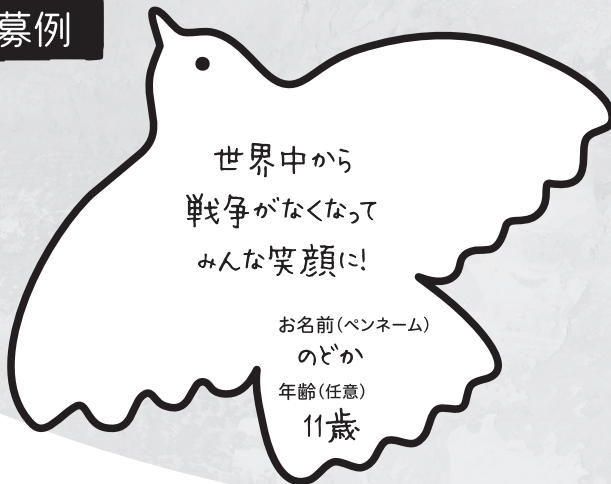 募例
世界中から
戦争がなくなって
みんな笑顔に!
お名前(ペンネーム)
のどか
年齢(任意)
11歳